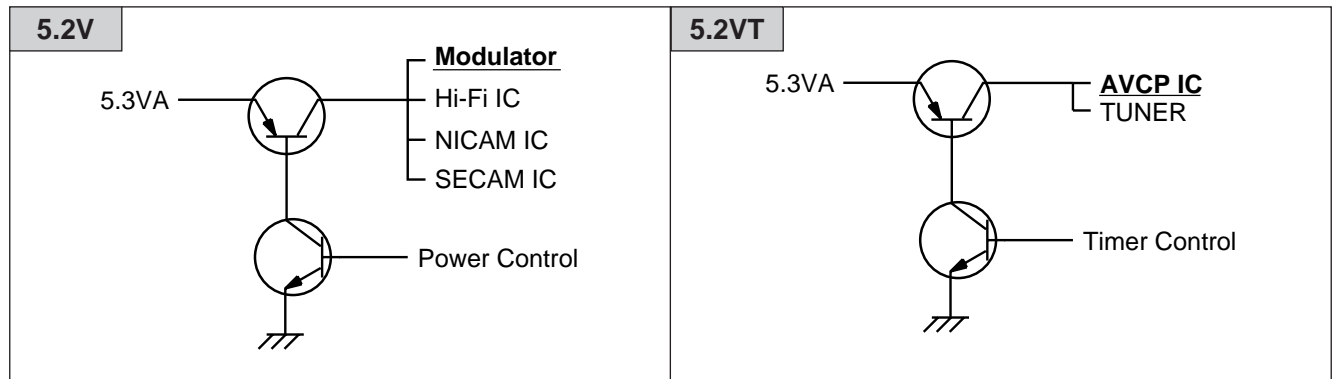 5.2V
5.3VA
Modulator
Hi-Fi IC
NICAM IC
SECAM IC
Power Control
5.2VT
5.3VA
AVCP IC
TUNER
Timer Control